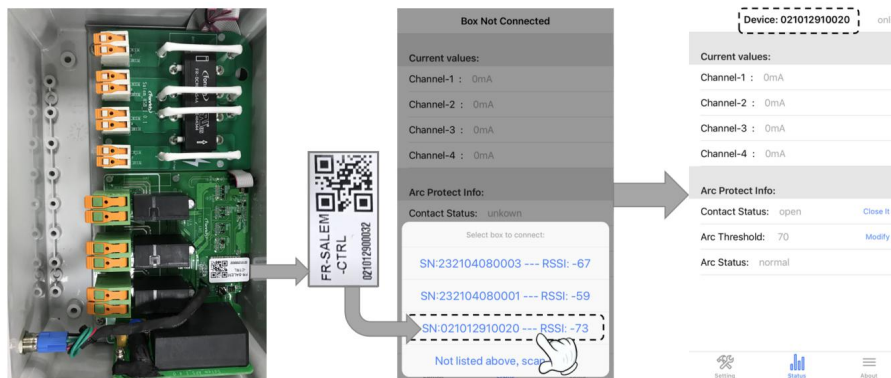 FR-SALEM
-CTRL
021012900032
Box Not Connected
Current values:
Channel-1 : 0mA
Channel-2 : 0mA
Channel-3 : 0mA
Channel-4 : 0mA
Arc Protect Info:
Contact Status: unkown
Select box to connect:
SN:232104080003 --- RSSI: -67
SN:232104080001 --- RSSI: -59
SN:021012910020 --- RSSI: -73
Not listed above, scan
Device: 021012910020
onl
Current values:
Channel-1 : 0mA
Channel-2 : 0mA
Channel-3 : 0mA
Channel-4 : 0mA
Arc Protect Info:
Contact Status: open Close it
Arc Threshold: 70 Modify
Arc Status: normal
Setting Status About